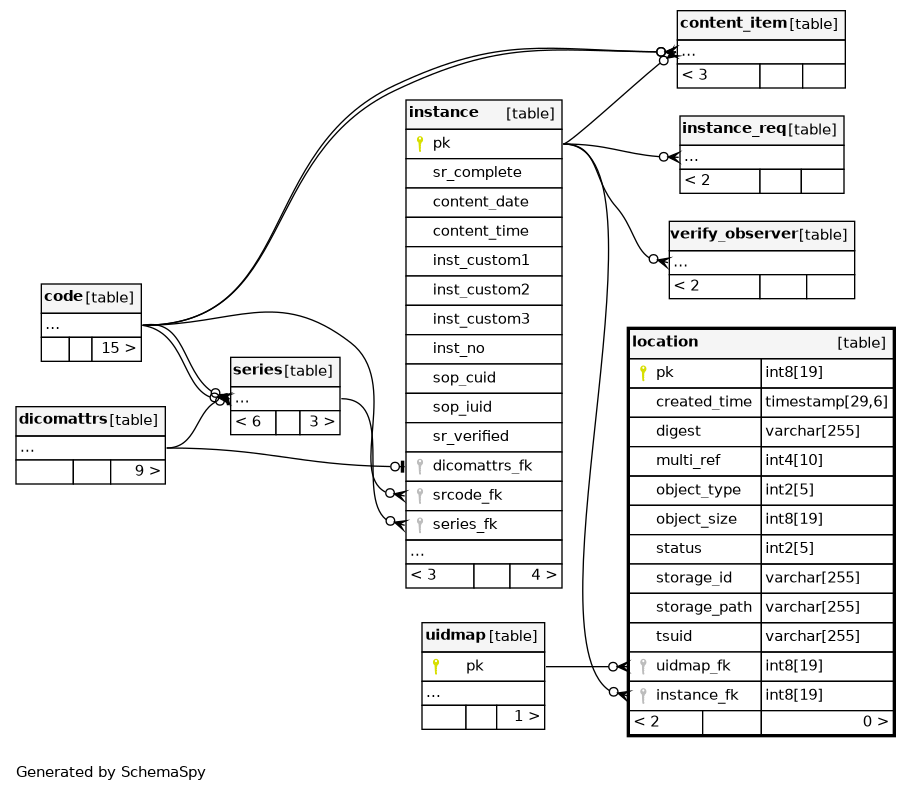 content_item [table]
...
< 3
instance [table]
pk
sr_complete
content_date
content_time
inst_custom1
inst_custom2
inst_custom3
inst_no
sop_cuid
sop_iuid
sr_verified
dicomattrs_fk
srcode_fk
series_fk
...
< 3 4 >
instance_req [table]
...
< 2
verify_observer [table]
...
< 2
code [table]
...
15 >
series [table]
...
< 6 3 >
dicomattrs [table]
...
9 >
location [table]
pk int8[19]
created_time timestamp[29,6]
digest varchar[255]
multi_ref int4[10]
object_type int2[5]
object_size int8[19]
status int2[5]
storage_id varchar[255]
storage_path varchar[255]
tsuid varchar[255]
uidmap_fk int8[19]
instance_fk int8[19]
< 2 0 >
uidmap [table]
pk
...
1 >
Generated by SchemaSpy